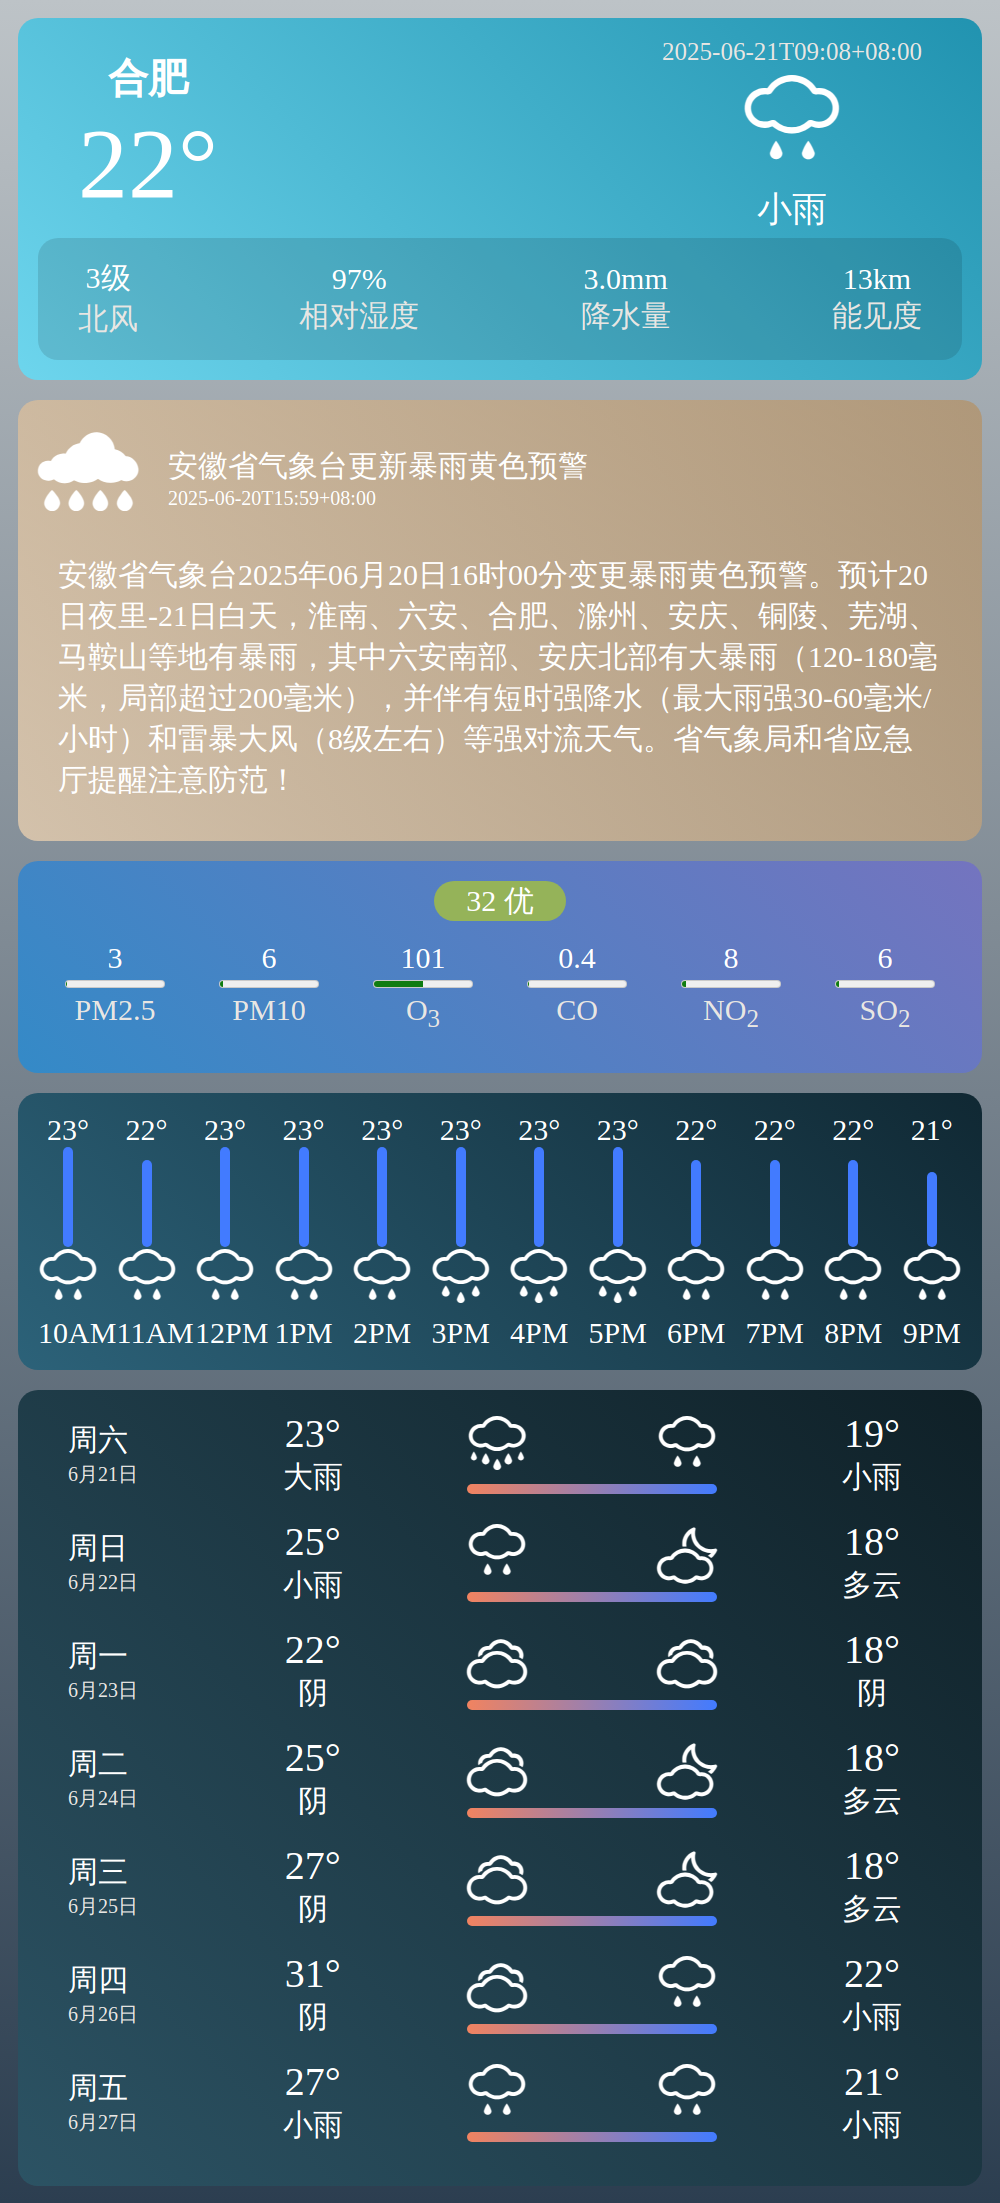 合肥
2025-06-21T09:08+08:00
22°
小雨
3级
北风
97%
相对湿度
3.0mm
降水量
13km
能见度
安徽省气象台更新暴雨黄色预警
2025-06-20T15:59+08:00
安徽省气象台2025年06月20日16时00分变更暴雨黄色预警。预计20
日夜里-21日白天，淮南、六安、合肥、滁州、安庆、铜陵、芜湖、
马鞍山等地有暴雨，其中六安南部、安庆北部有大暴雨（120-180毫
米，局部超过200毫米），并伴有短时强降水（最大雨强30-60毫米/
小时）和雷暴大风（8级左右）等强对流天气。省气象局和省应急
厅提醒注意防范！
32 优
3 6 101 0.4 8 6
PM2.5 PM10 O3 CO NO2 SO2
23° 22° 23° 23° 23° 23° 23° 23° 22° 22° 22° 21°
10AM 11AM 12PM 1PM 2PM 3PM 4PM 5PM 6PM 7PM 8PM 9PM
周六
6月21日
23°
大雨
19°
小雨
周日
6月22日
25°
小雨
18°
多云
周一
6月23日
22°
阴
18°
阴
周二
6月24日
25°
阴
18°
多云
周三
6月25日
27°
阴
18°
多云
周四
6月26日
31°
阴
22°
小雨
周五
6月27日
27°
小雨
21°
小雨